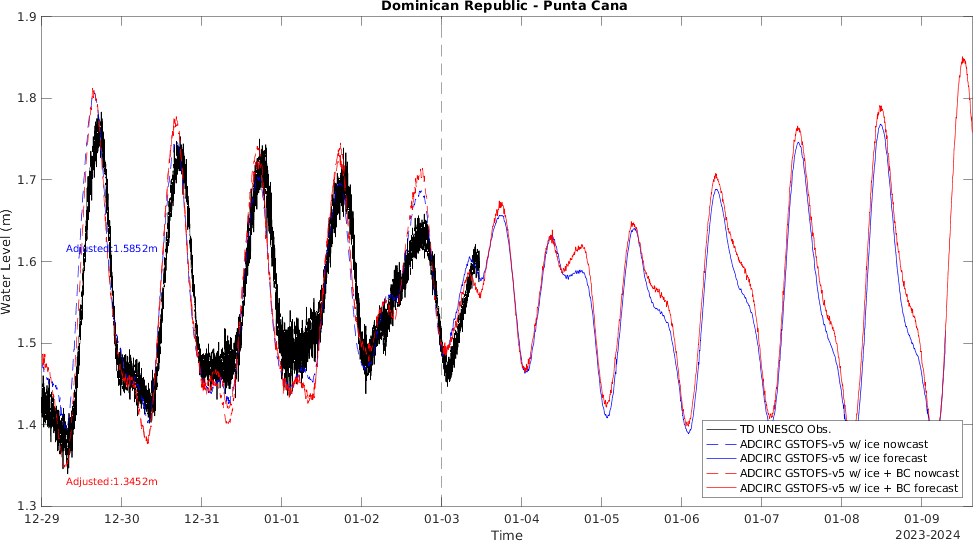 Dominican Republic - Punta Cana
1.9
1.8
1.7
1.6
1.5
1.4
1.3
Water Level (m)
Adjusted:1.5852m
Adjusted:1.3452m
TD UNESCO Obs.
ADCIRC GSTOFS-v5 w/ ice nowcast
ADCIRC GSTOFS-v5 w/ ice forecast
ADCIRC GSTOFS-v5 w/ ice + BC nowcast
ADCIRC GSTOFS-v5 w/ ice + BC forecast
12-29 12-30 12-31 01-01 01-02 01-03 01-04 01-05 01-06 01-07 01-08 01-09
Time
2023-2024